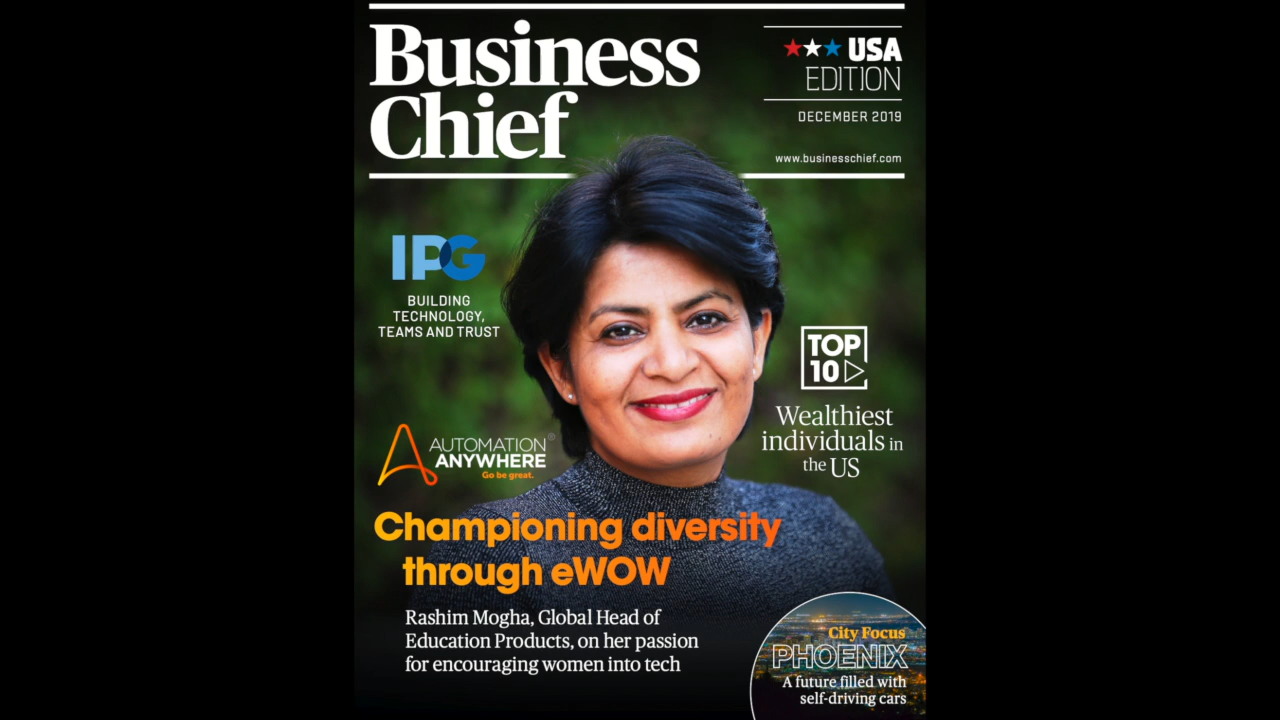 Business
Chief
USA
EDITION
DECEMBER 2019
www.businesschief.com
IPG
BUILDING
TECHNOLOGY,
TEAMS AND TRUST
TOP
10
Wealthiest
individuals in
the US
AUTOMATION®
ANYWHERE
Go be great.
Championing diversity
through eWOW
Rashim Mogha, Global Head of
Education Products, on her passion
for encouraging women into tech
City Focus
PHOENIX
A future filled with
self-driving cars